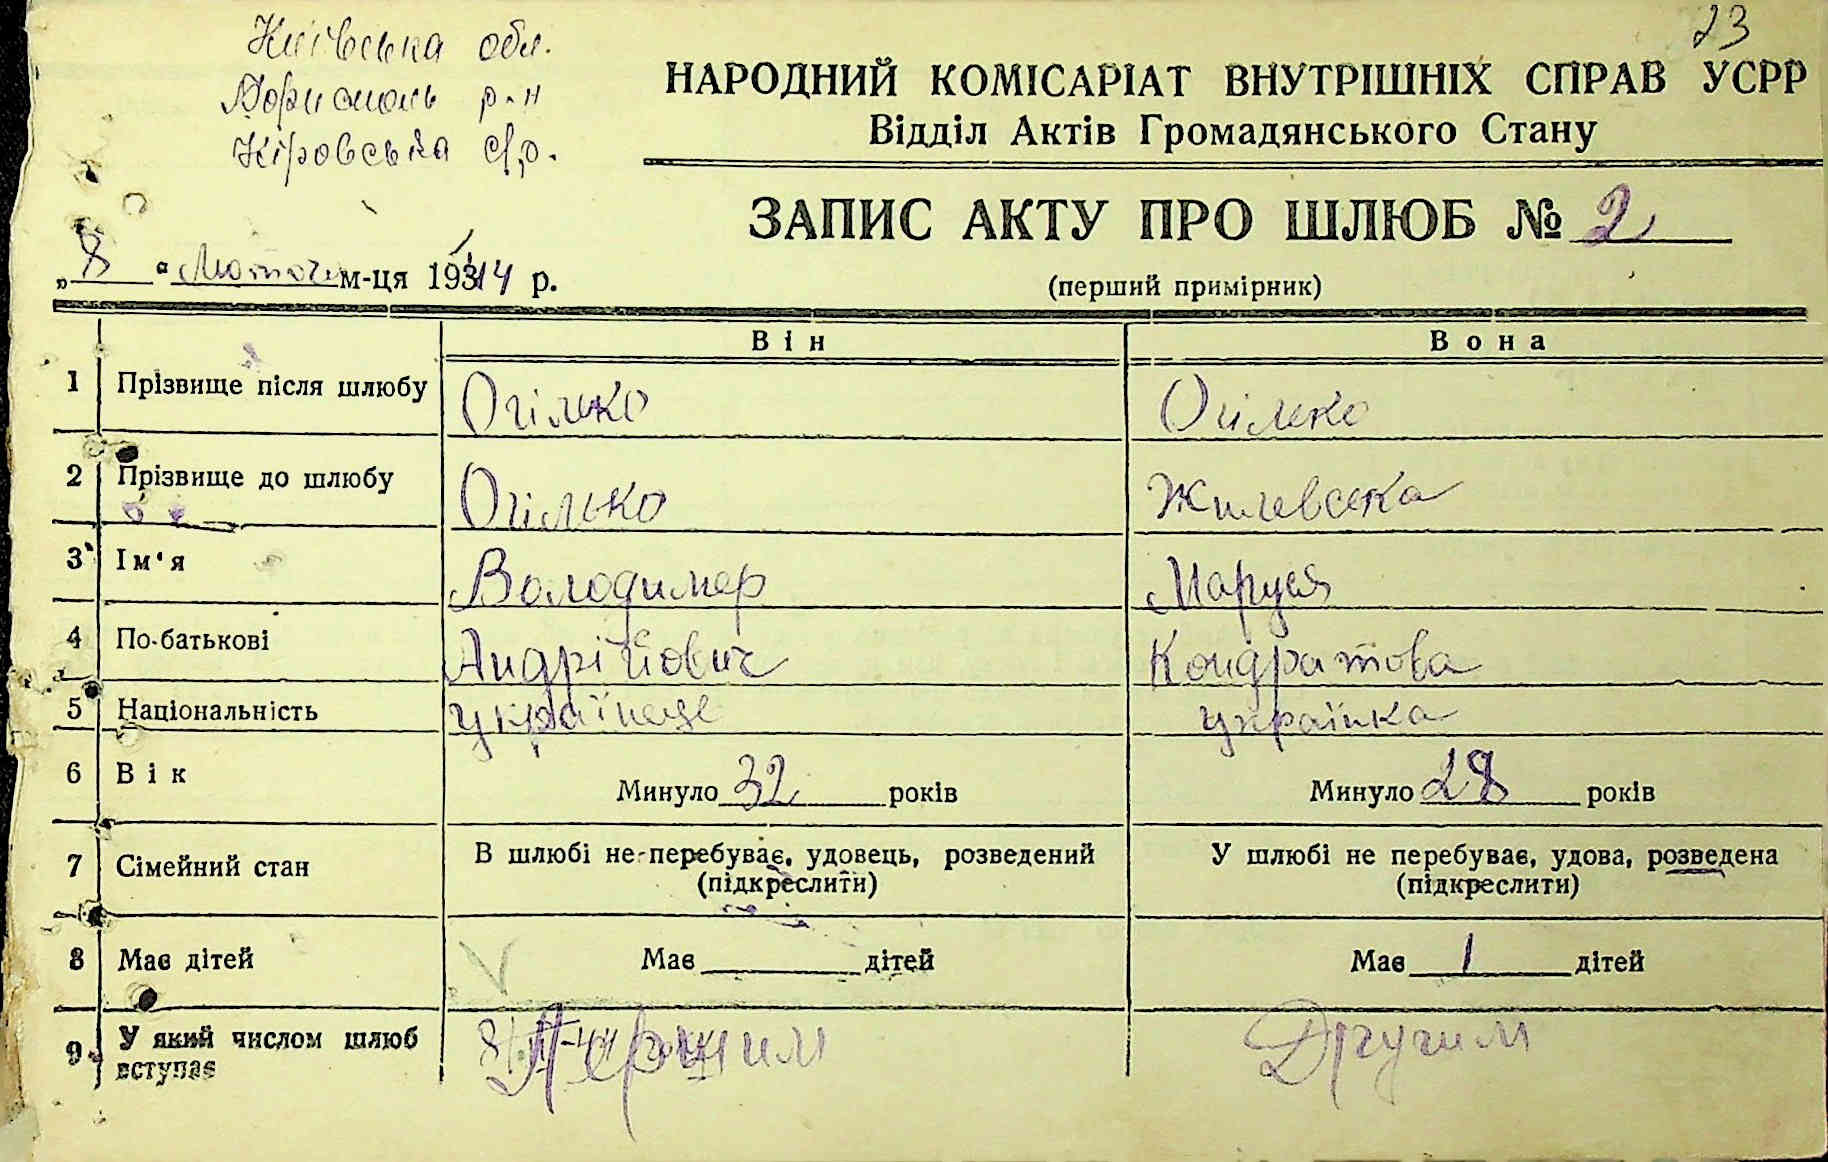 23
Київська обл.
Борисполь р-н
Кіровська с/р.
НАРОДНИЙ КОМІСАРІАТ ВНУТРІШНІХ СПРАВ УСРР
Відділ Актів Громадянського Стану
ЗАПИС АКТУ ПРО ШЛЮБ № 2
(перший примірник)
„8“ Лютого м-ця 1944 р.
Він Вона
1 Прізвище після шлюбу Огілько Огілько
2 Прізвище до шлюбу Огілько Жилевська
3 Ім'я Володимер Маруся
4 По-батькові Андрійович Кондратова
5 Національність українец українка
6 Вік Минуло 32 років Минуло 28 років
7 Сімейний стан В шлюбі не перебуває, удовець, розведений У шлюбі не перебуває, удова, розведена
(підкреслити) (підкреслити)
8 Має дітей Має дітей Має 1 дітей
9 У який числом шлюб вступає Першим Другим